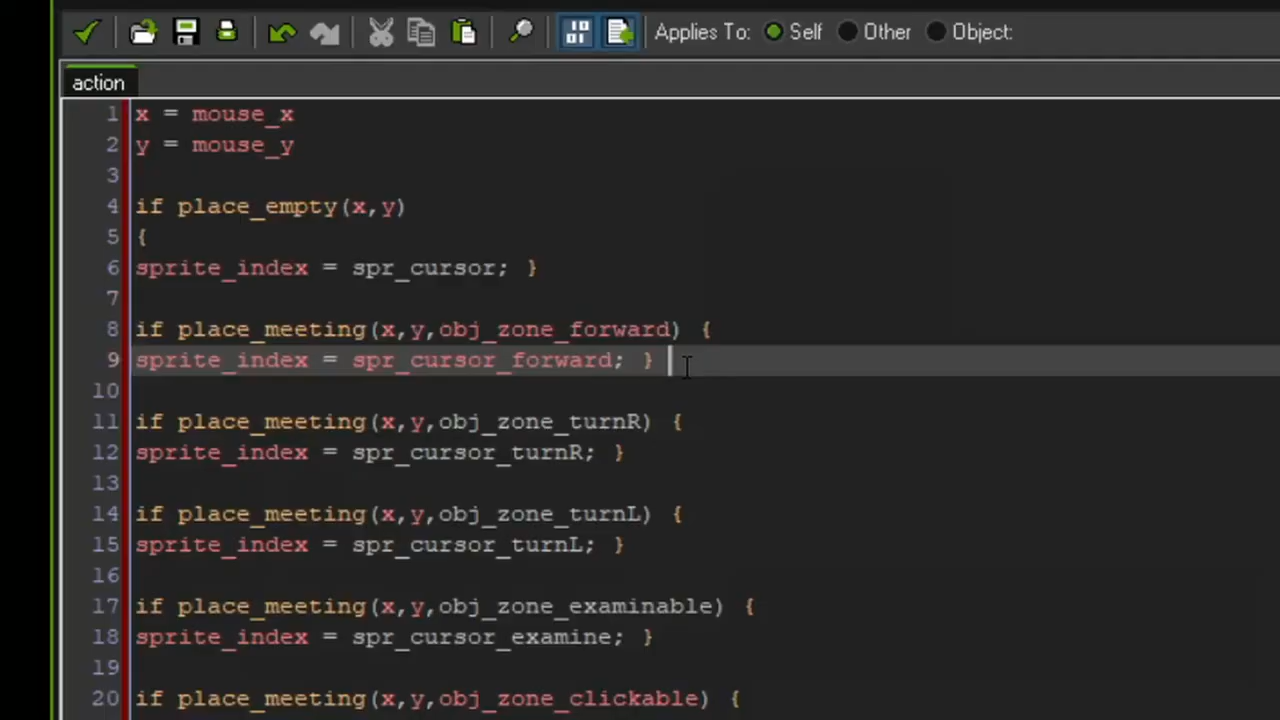 Applies To: Self Other Object:
action
1 x = mouse_x
2 y = mouse_y
3
4 if place_empty(x,y)
5 {
6 sprite_index = spr_cursor; }
7
8 if place_meeting(x,y,obj_zone_forward) {
9 sprite_index = spr_cursor_forward; }
10
11 if place_meeting(x,y,obj_zone_turnR) {
12 sprite_index = spr_cursor_turnR; }
13
14 if place_meeting(x,y,obj_zone_turnL) {
15 sprite_index = spr_cursor_turnL; }
16
17 if place_meeting(x,y,obj_zone_examinable) {
18 sprite_index = spr_cursor_examine; }
19
20 if place_meeting(x,y,obj_zone_clickable) {